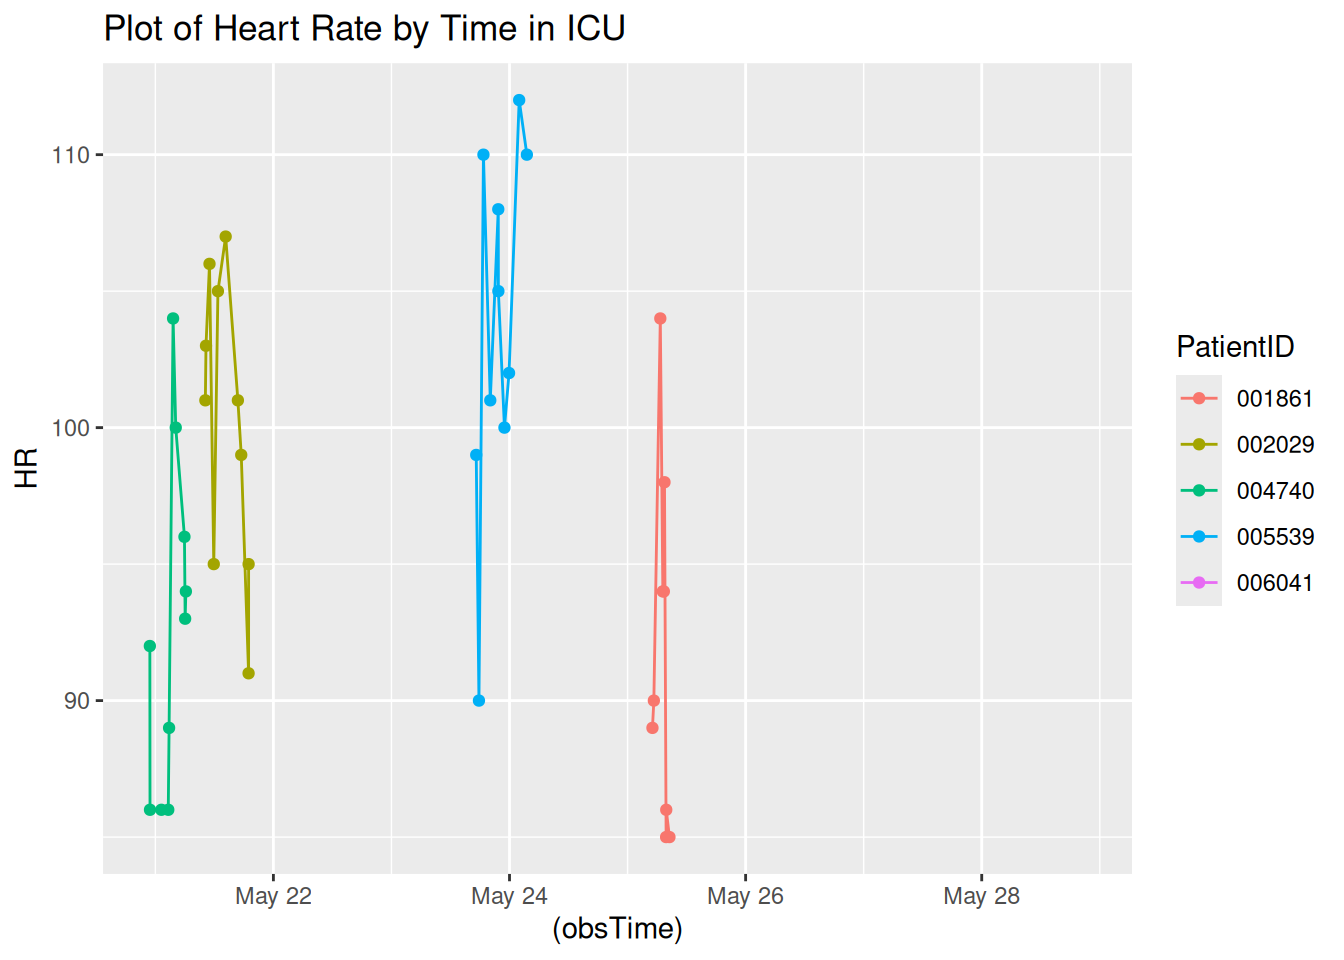 Plot of Heart Rate by Time in ICU
110
100
90
HR
May 22
May 24
May 26
May 28
(obsTime)
PatientID
001861
002029
004740
005539
006041